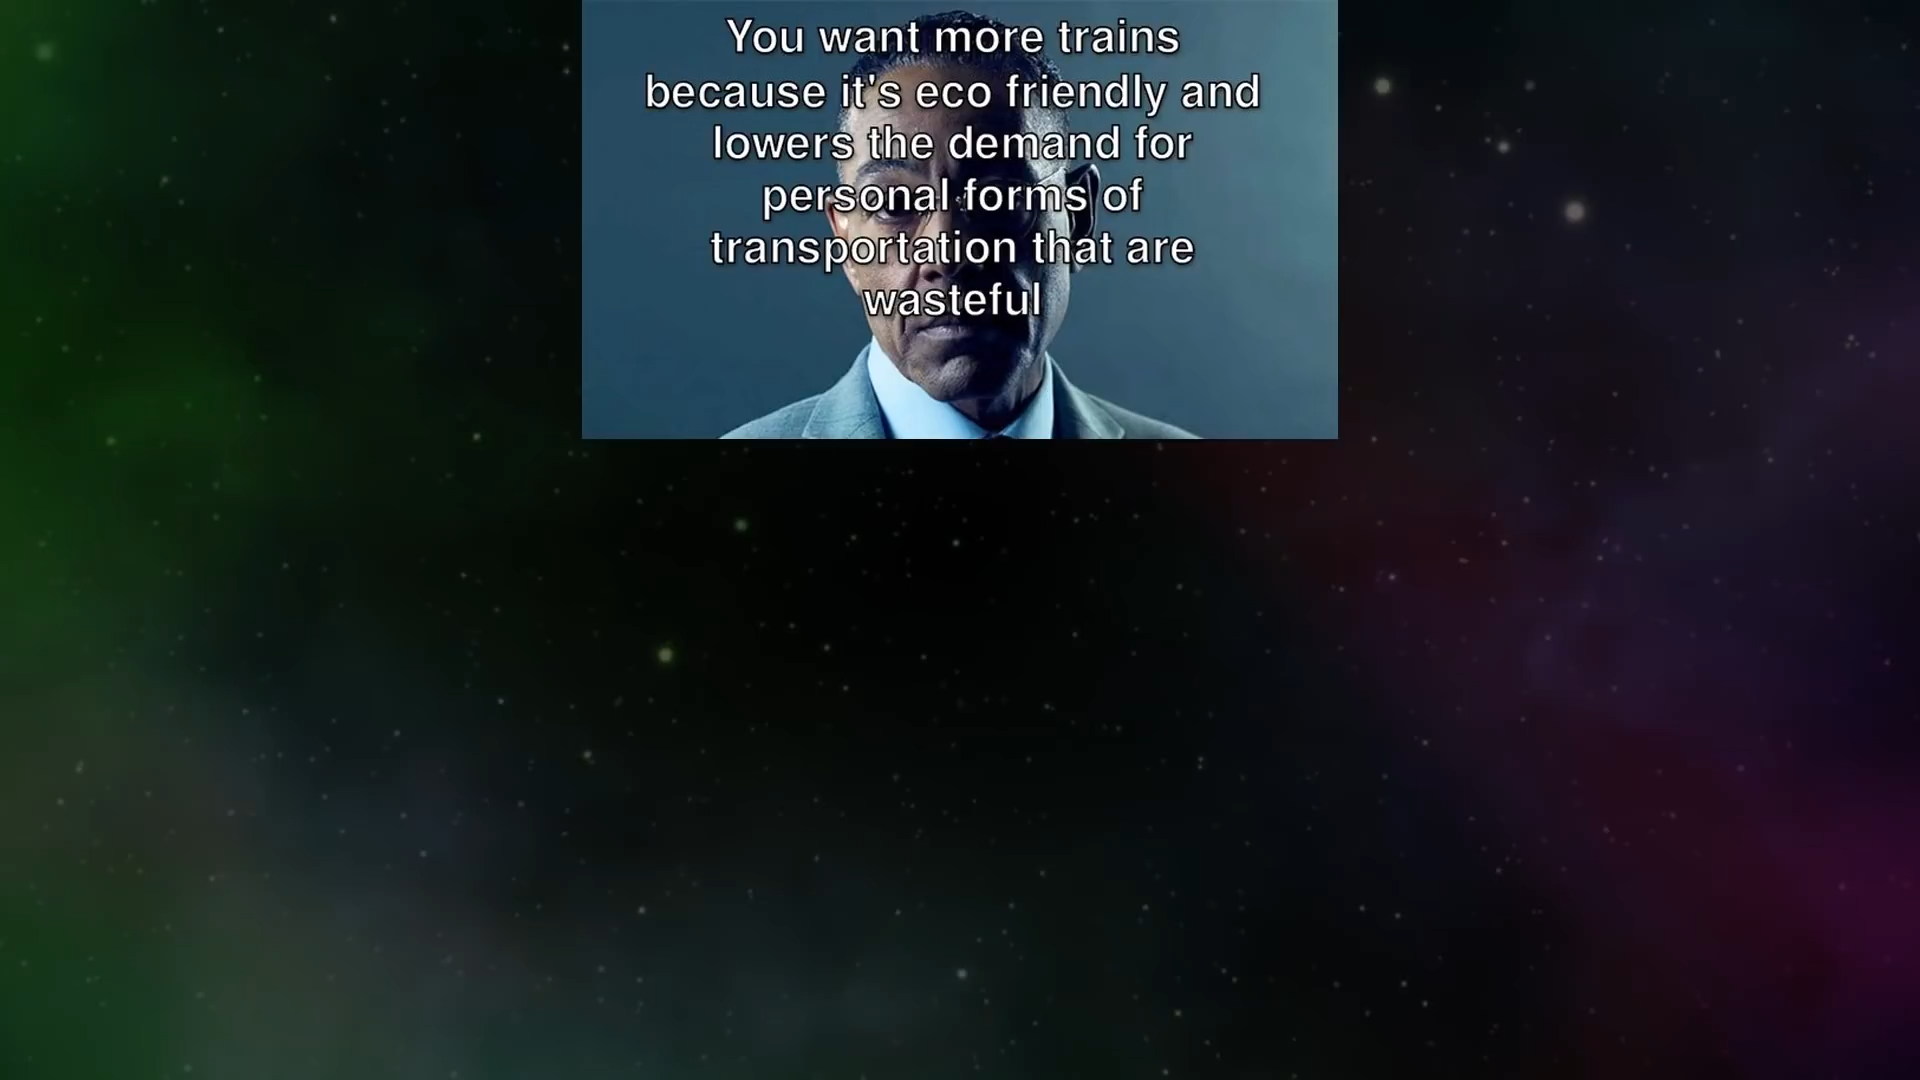 You want more trains
because it's eco friendly and
lowers the demand for
personal forms of
transportation that are
wasteful